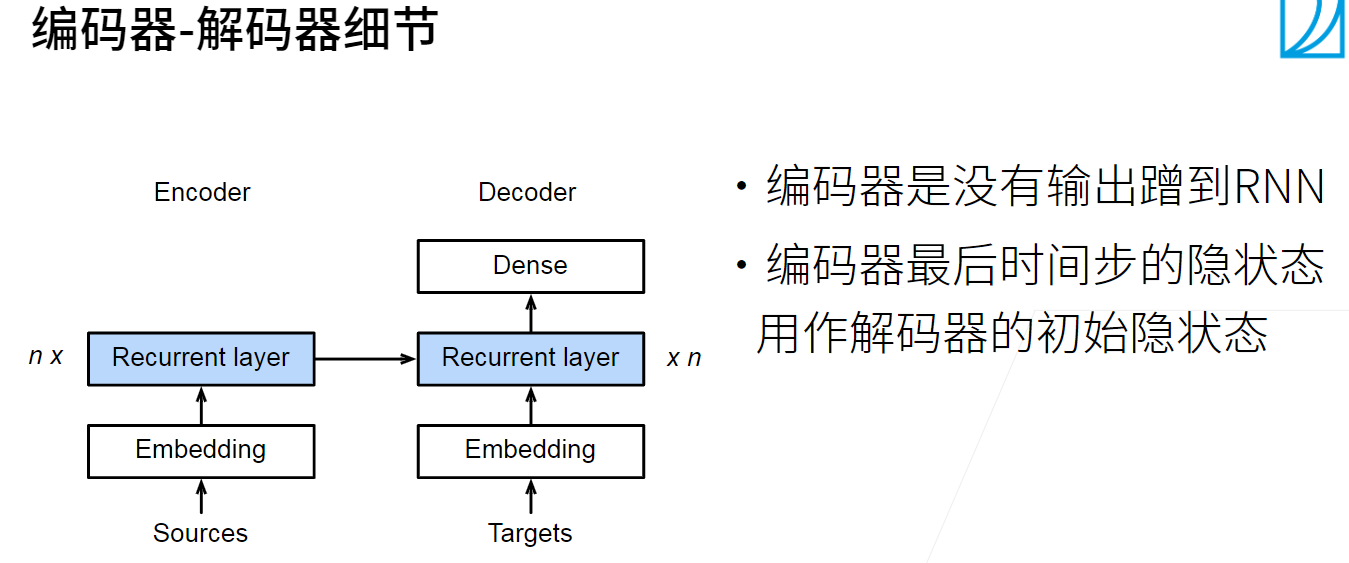 编码器-解码器细节
Encoder
Decoder
Dense
n x
Recurrent layer
Recurrent layer
x n
Embedding
Embedding
Sources
Targets
• 编码器是没有输出蹭到RNN
• 编码器最后时间步的隐状态
用作解码器的初始隐状态